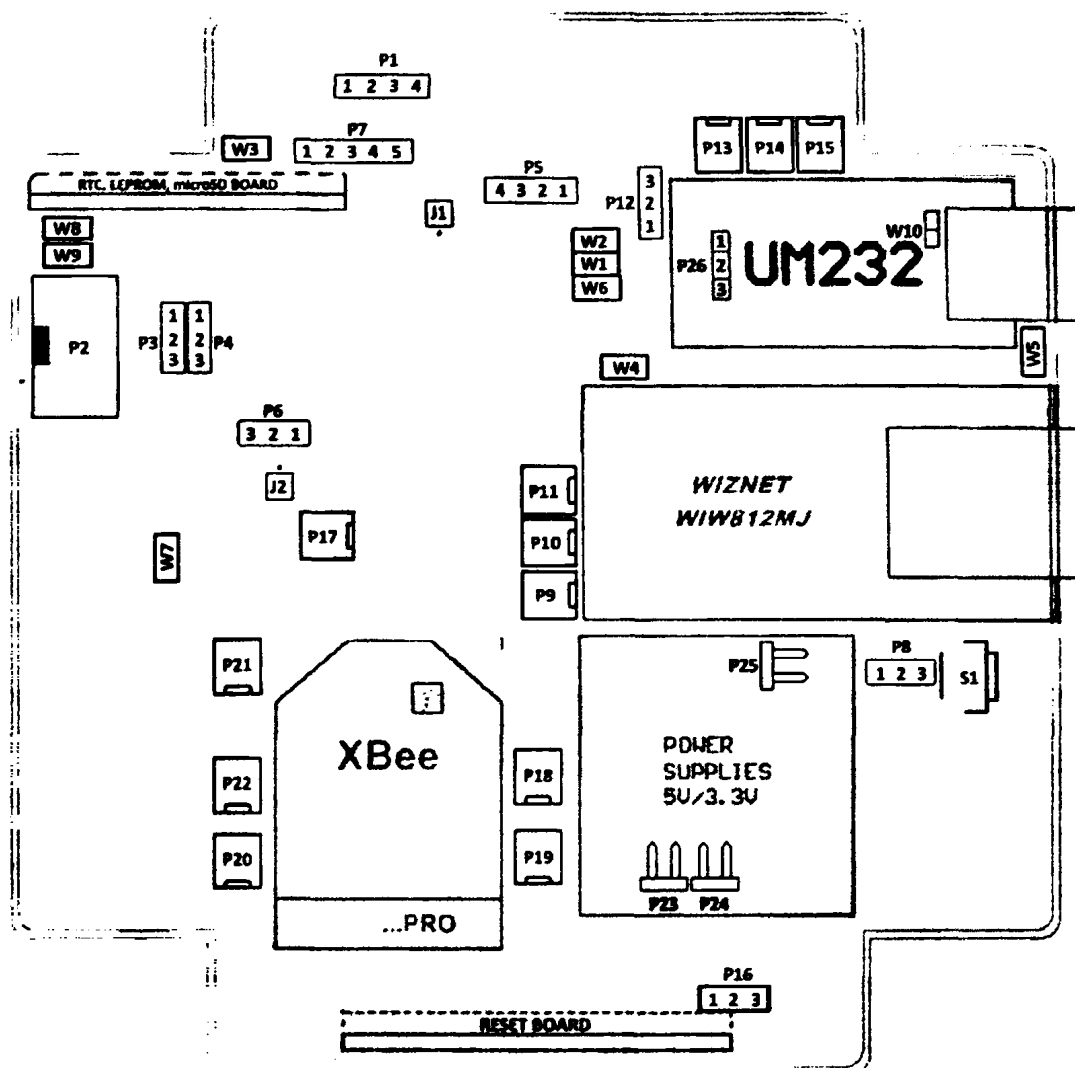 P1
1 2 3 4
P7
W3
1 2 3 4 5
P13 P14 P15
RTC, EEPROM, microSD BOARD
P5
4 3 2 1
P12
3
2
1
J1
W8
W9
W2
W1
W6
P26
1
2
3
UM232
W10
P2
P3
1
2
3
1
2
3
P4
W5
W4
P6
3 2 1
J2
P11
WIZNET
WIW812MJ
P17
P10
W7
P9
P21
P25
P8
1 2 3
S1
XBee
POWER
SUPPLIES
5V/3.3V
P22
P18
P20
P19
P23 P24
...PRO
P16
1 2 3
RESET BOARD